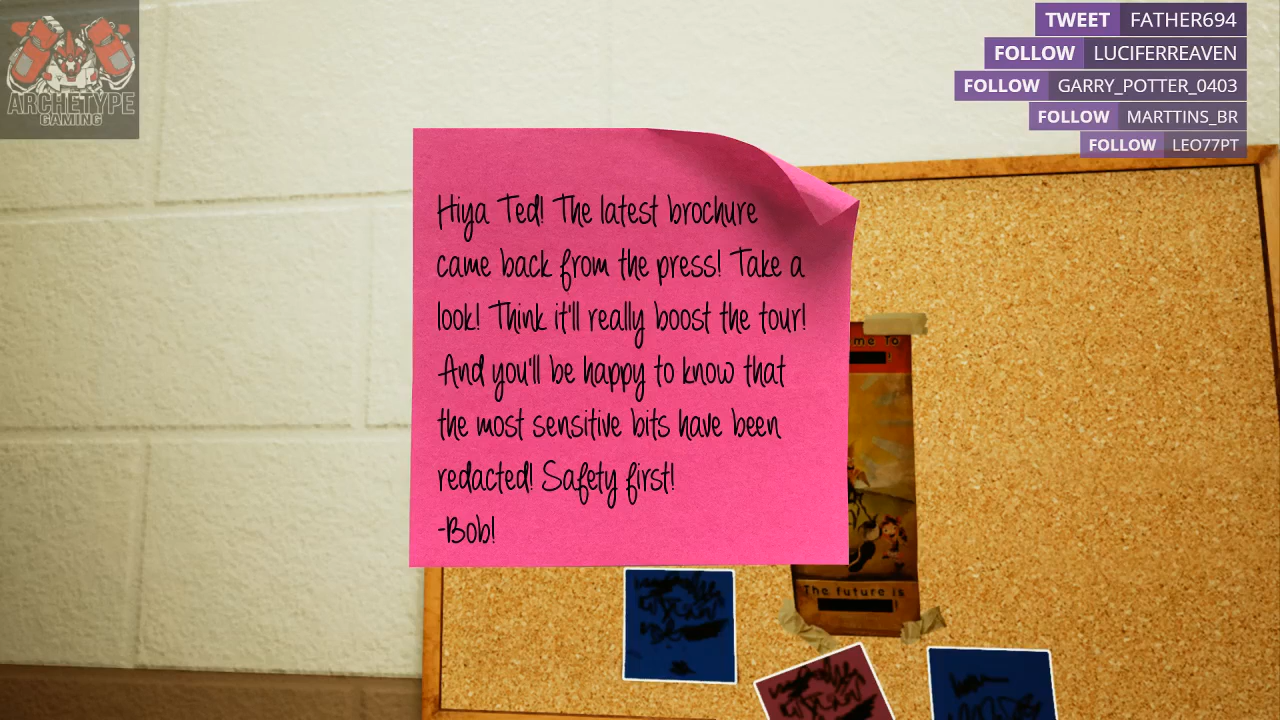 ARCHETYPE
GAMING
TWEET FATHER694
FOLLOW LUCIFERREAVEN
FOLLOW GARRY_POTTER_0403
FOLLOW MARTTINS_BR
FOLLOW LEO77PT
Hiya Ted! The latest brochure
came back from the press! Take a
look! Think it'll really boost the tour!
And you'll be happy to know that
the most sensitive bits have been
redacted! Safety first!
-Bob!
me To
!
The future is
!